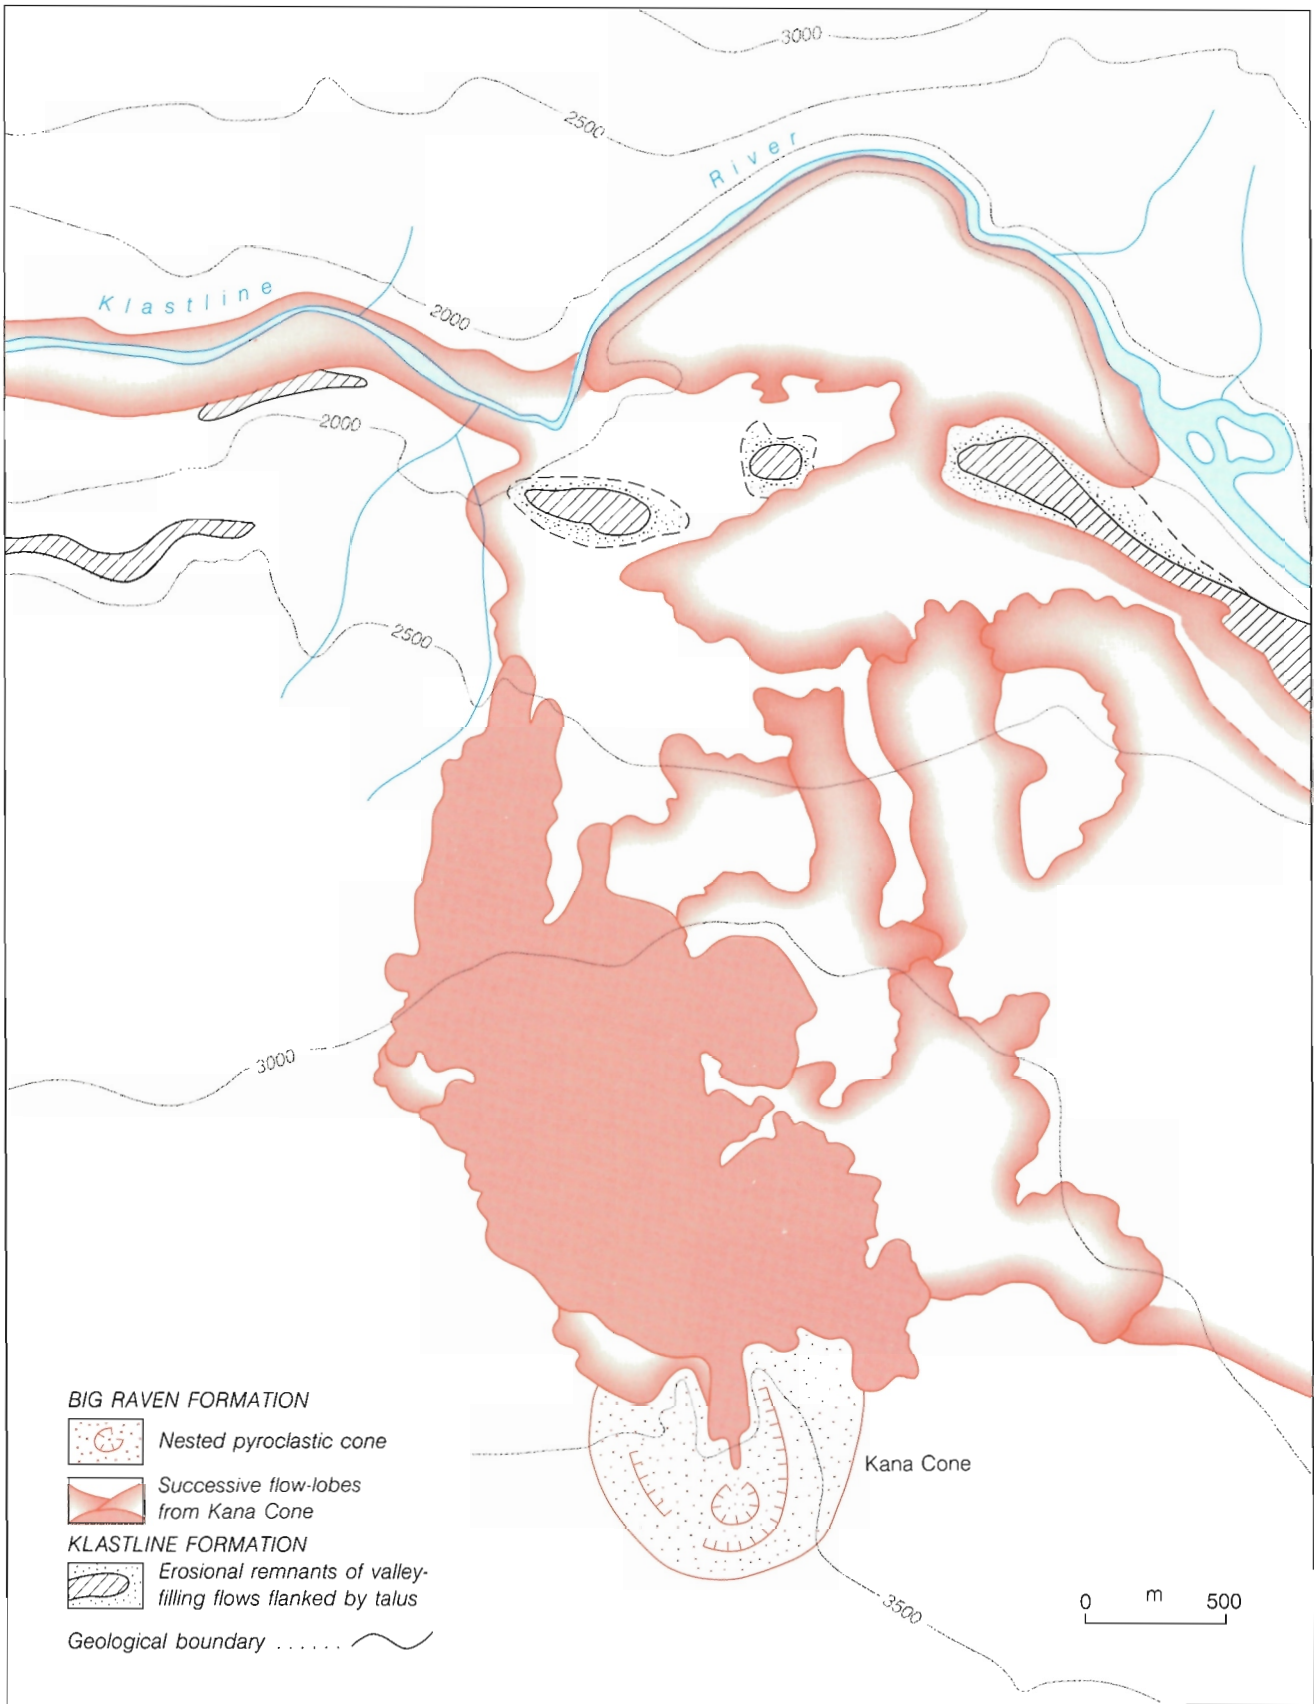 3000
2500
River
Klastline
2000
2000
2500
3000
BIG RAVEN FORMATION
Nested pyroclastic cone
Successive flow-lobes
from Kana Cone
KLASTLINE FORMATION
Erosional remnants of valley-
filling flows flanked by talus
Geological boundary ......
Kana Cone
3500
0 m 500